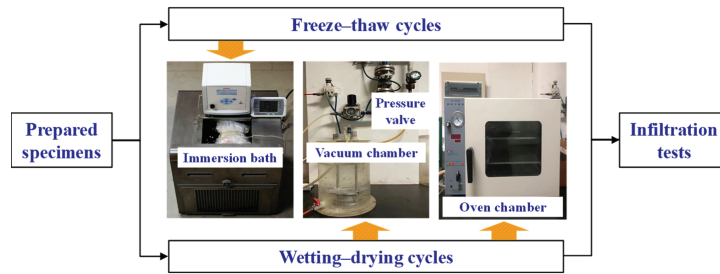 Freeze–thaw cycles
Prepared
specimens
Immersion bath
Pressure
valve
Vacuum chamber
Oven chamber
Infiltration
tests
Wetting–drying cycles